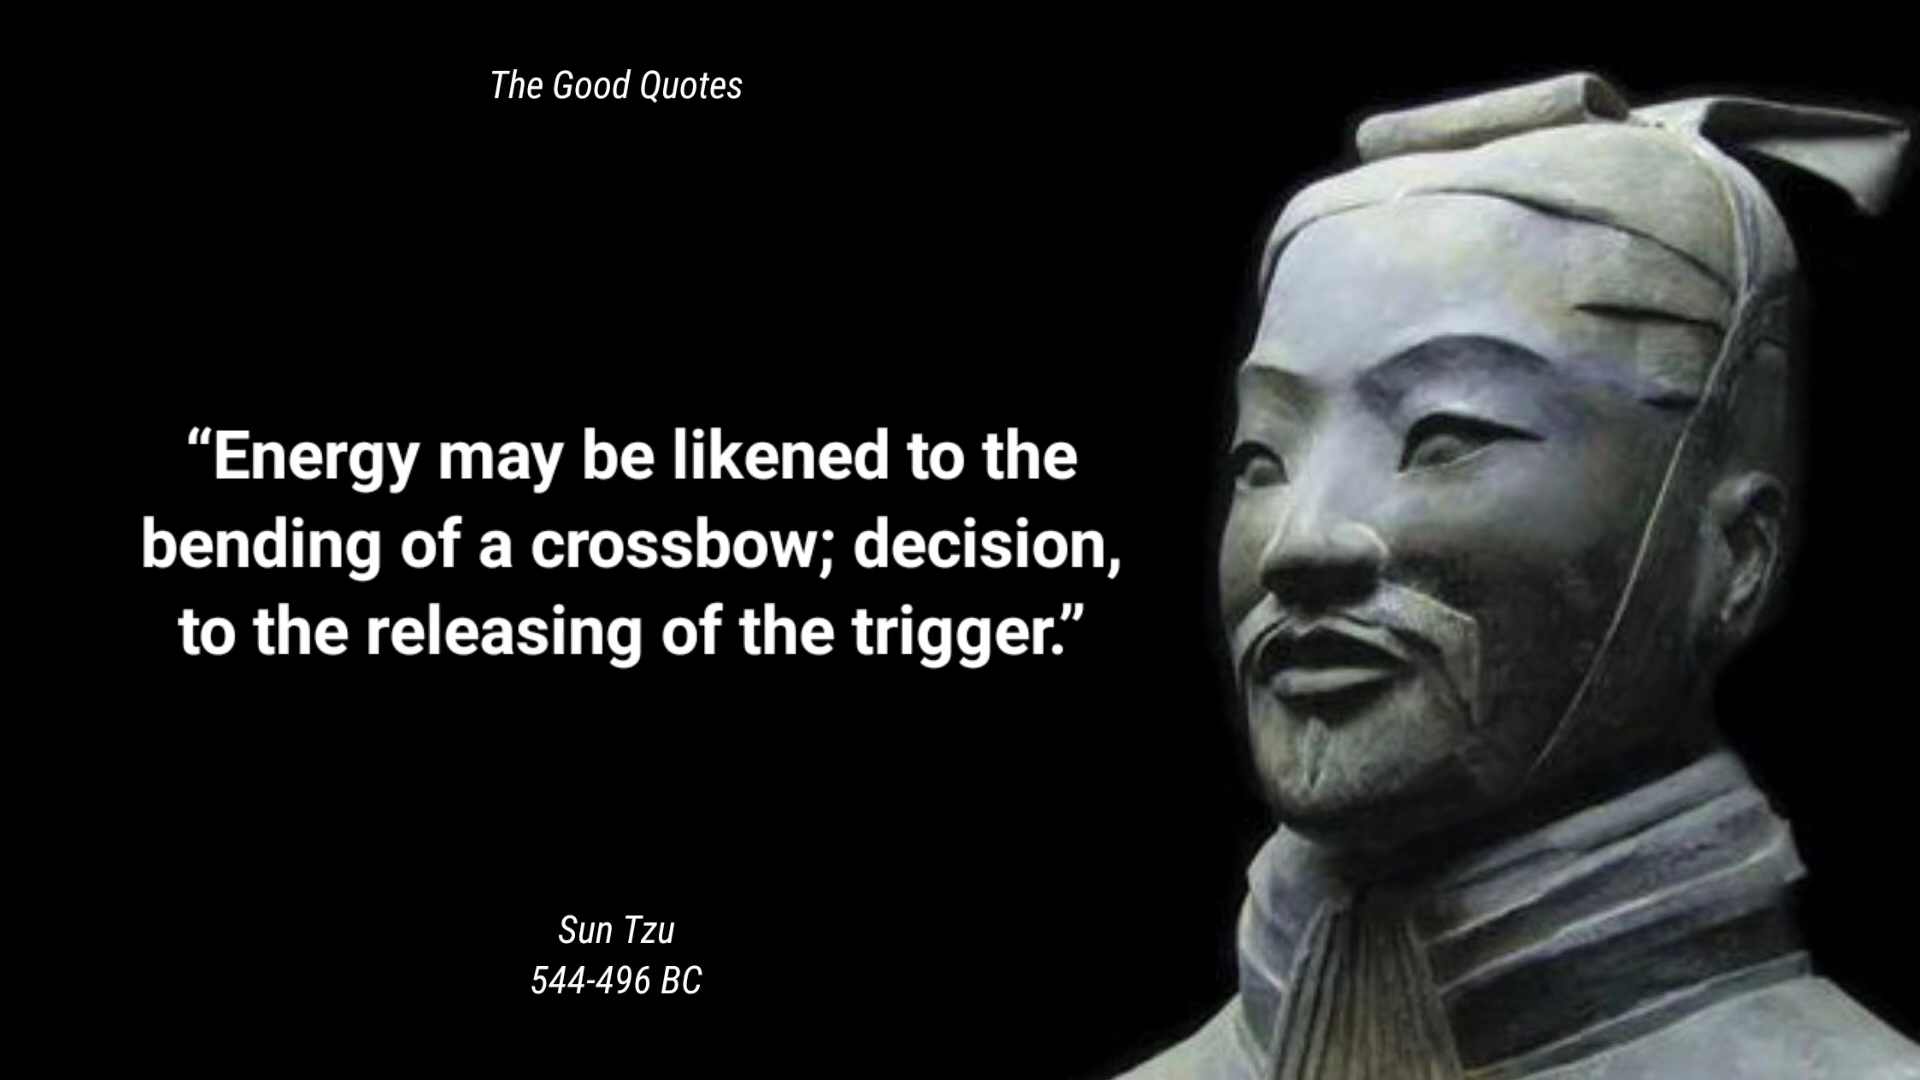 The Good Quotes
“Energy may be likened to the
bending of a crossbow; decision,
to the releasing of the trigger.”
Sun Tzu
544-496 BC